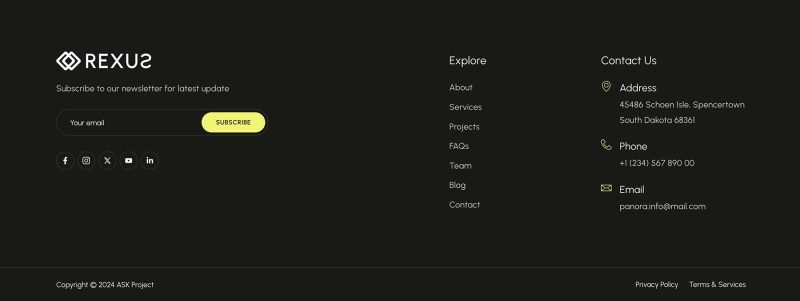 REXUS
Subscribe to our newsletter for latest update
Your email
SUBSCRIBE
Explore
About
Services
Projects
FAQs
Team
Blog
Contact
Contact Us
Address
45486 Schoen Isle, Spencertown
South Dakota 68361
Phone
+1 (234) 567 890 00
Email
panora.info@mail.com
Copyright © 2024 ASK Project
Privacy Policy
Terms & Services